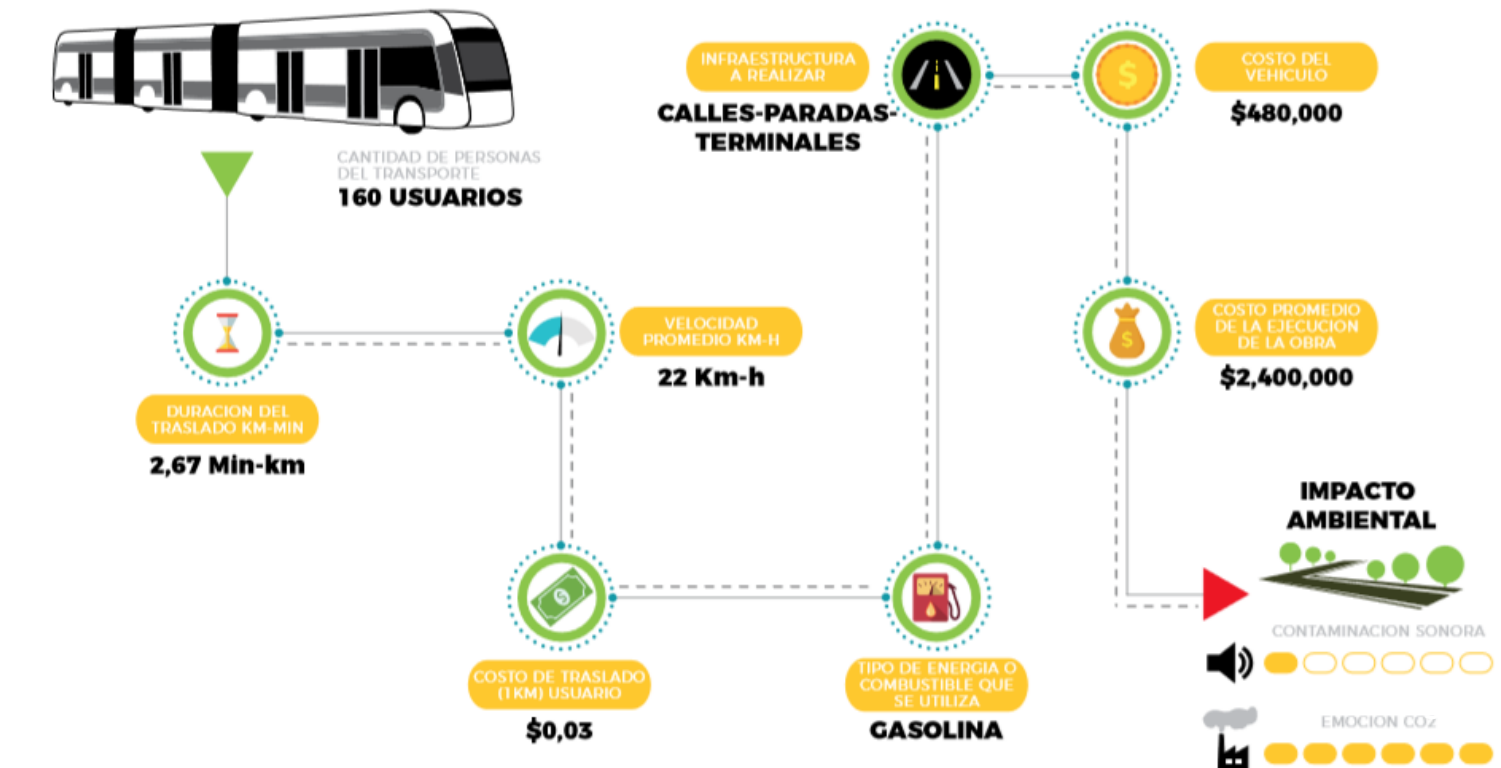 CANTIDAD DE PERSONAS
DEL TRANSPORTE
160 USUARIOS
DURACION DEL
TRASLADO KM-MIN
2,67 Min-km
VELOCIDAD
PROMEDIO KM-H
22 Km-h
COSTO DE TRASLADO
(1 KM) USUARIO
$0,03
TIPO DE ENERGIA O
COMBUSTIBLE QUE
SE UTILIZA
GASOLINA
INFRAESTRUCTURA
A REALIZAR
CALLES-PARADAS-
TERMINALES
COSTO DEL
VEHICULO
$480,000
COSTO PROMEDIO
DE LA EJECUCION
DE LA OBRA
$2,400,000
IMPACTO
AMBIENTAL
CONTAMINACION SONORA
EMOCION CO2